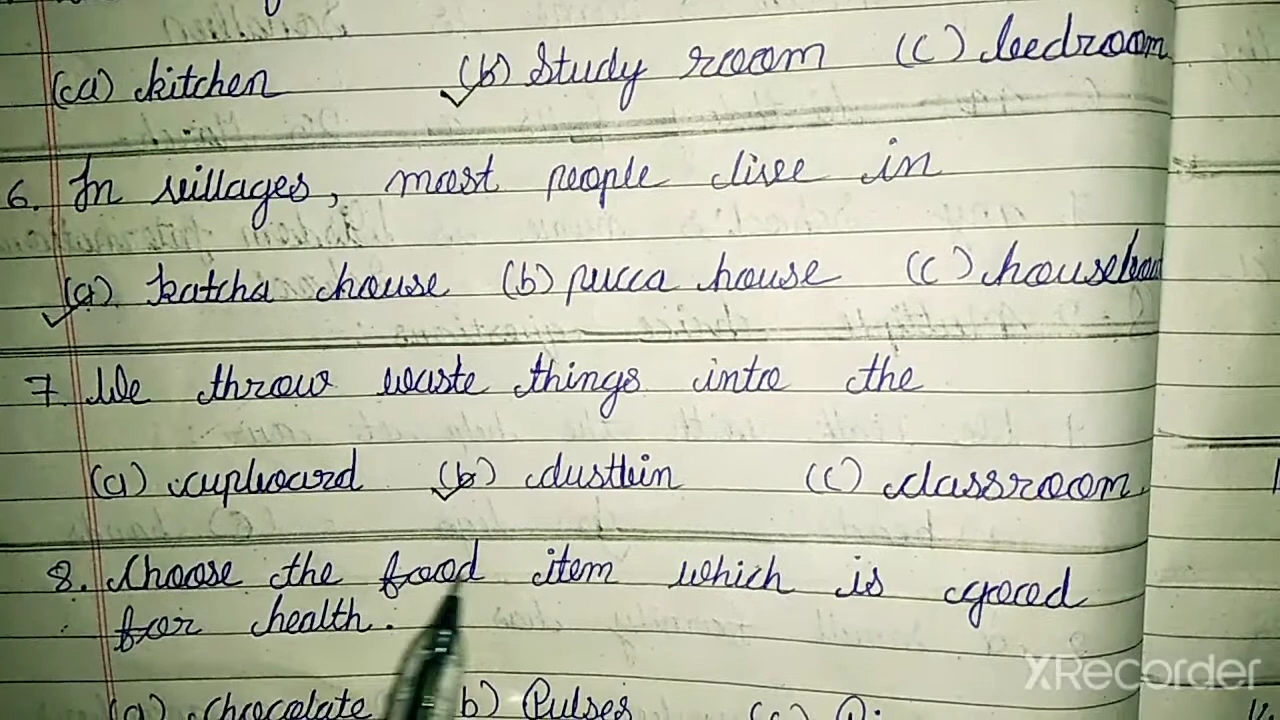 (a) kitchen (b) Study room (c) bedroom
6. In villages, most people live in
(a) katcha house (b) pucca house (c) houseboat
7. We throw waste things into the
(a) cupboard (b) dustbin (c) classroom.
8. Choose the food item which is good
for health.
(a) chocolate b) Pulses (c)
XRecorder